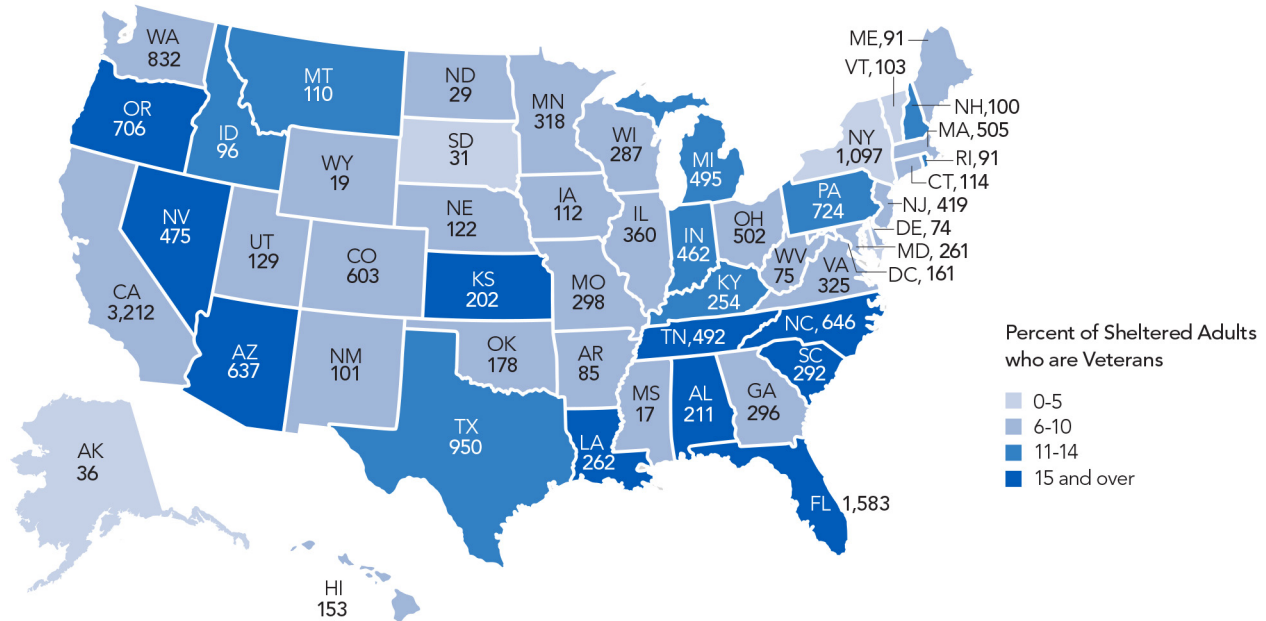 WA
832
OR
706
ID
96
MT
110
ND
29
SD
31
MN
318
WI
287
MI
495
NY
1,097
ME,91
VT,103
NH,100
MA,505
RI,91
CT,114
NJ, 419
DE, 74
MD, 261
DC, 161
PA
724
WY
19
NE
122
IA
112
IL
360
IN
462
OH
502
WV
75
VA
325
KY
254
NV
475
UT
129
CO
603
KS
202
MO
298
CA
3,212
AZ
637
NM
101
OK
178
AR
85
TN,492
NC, 646
SC
292
MS
17
AL
211
GA
296
TX
950
LA
262
FL 1,583
AK
36
HI
153
Percent of Sheltered Adults
who are Veterans
0-5
6-10
11-14
15 and over